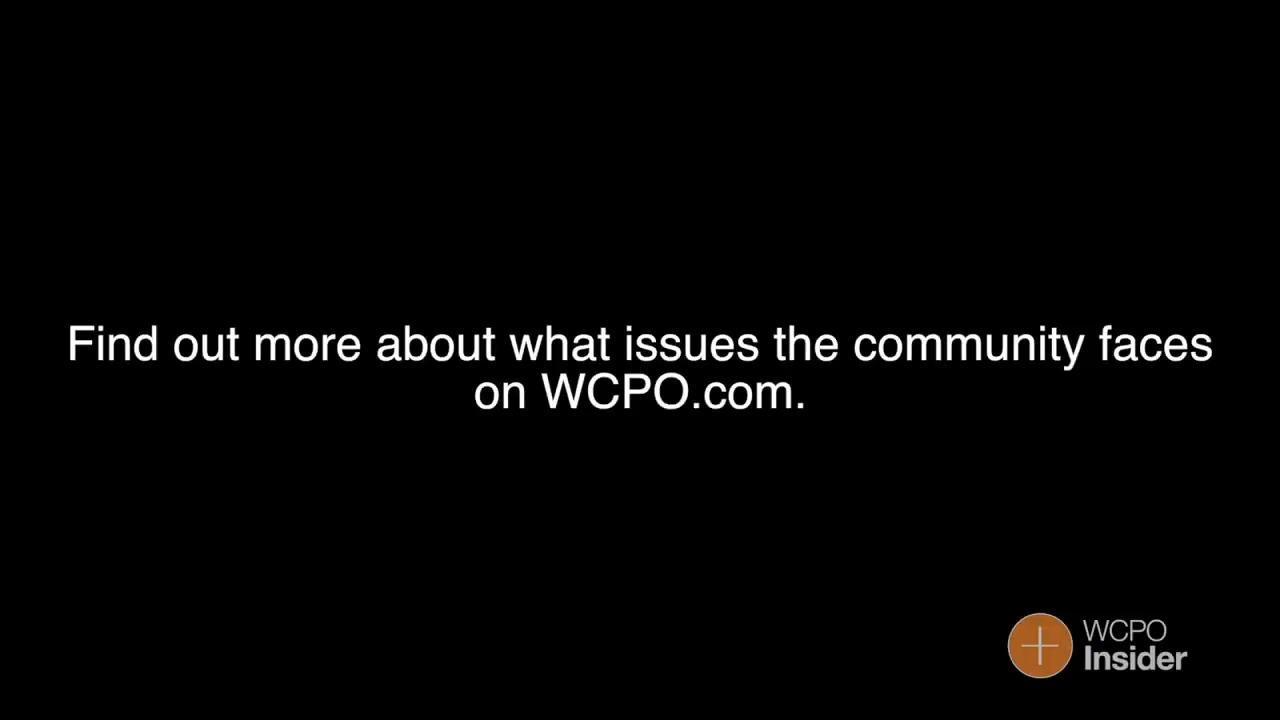 Find out more about what issues the community faces
on WCPO.com.
WCPO
Insider